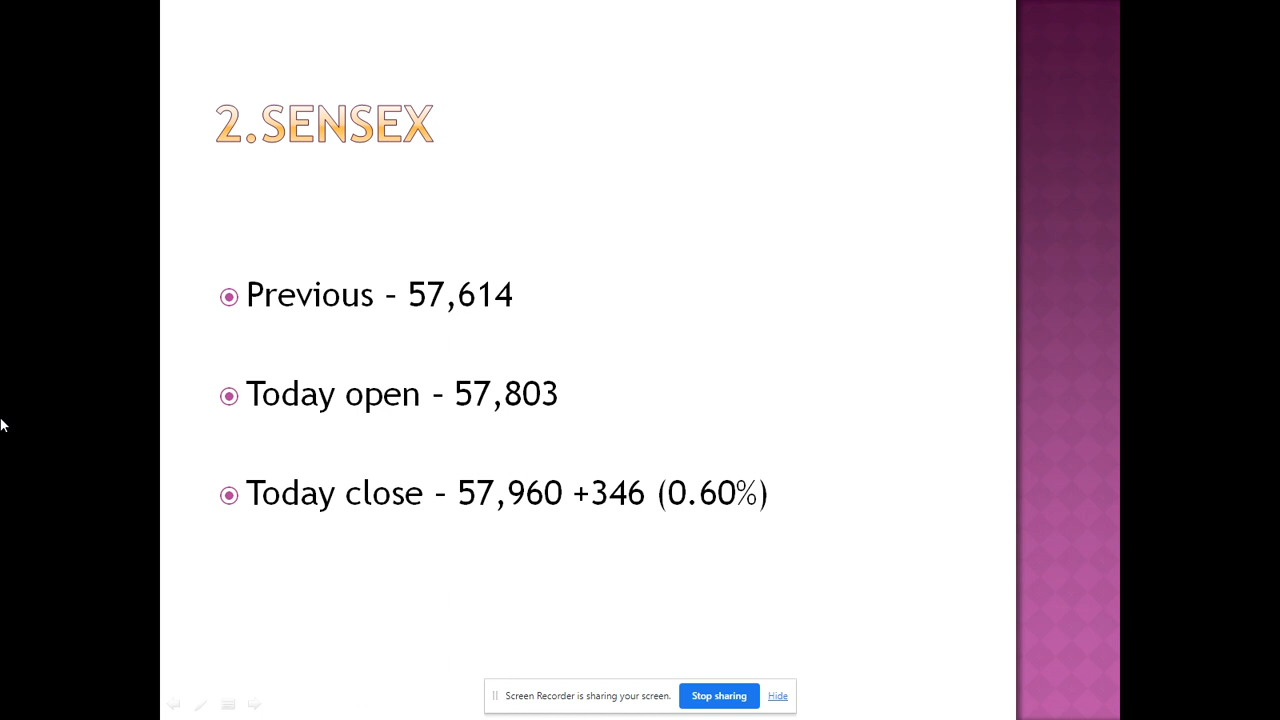 2.SENSEX
Previous – 57,614
Today open – 57,803
Today close – 57,960 +346 (0.60%)
Screen Recorder is sharing your screen. Stop sharing Hide